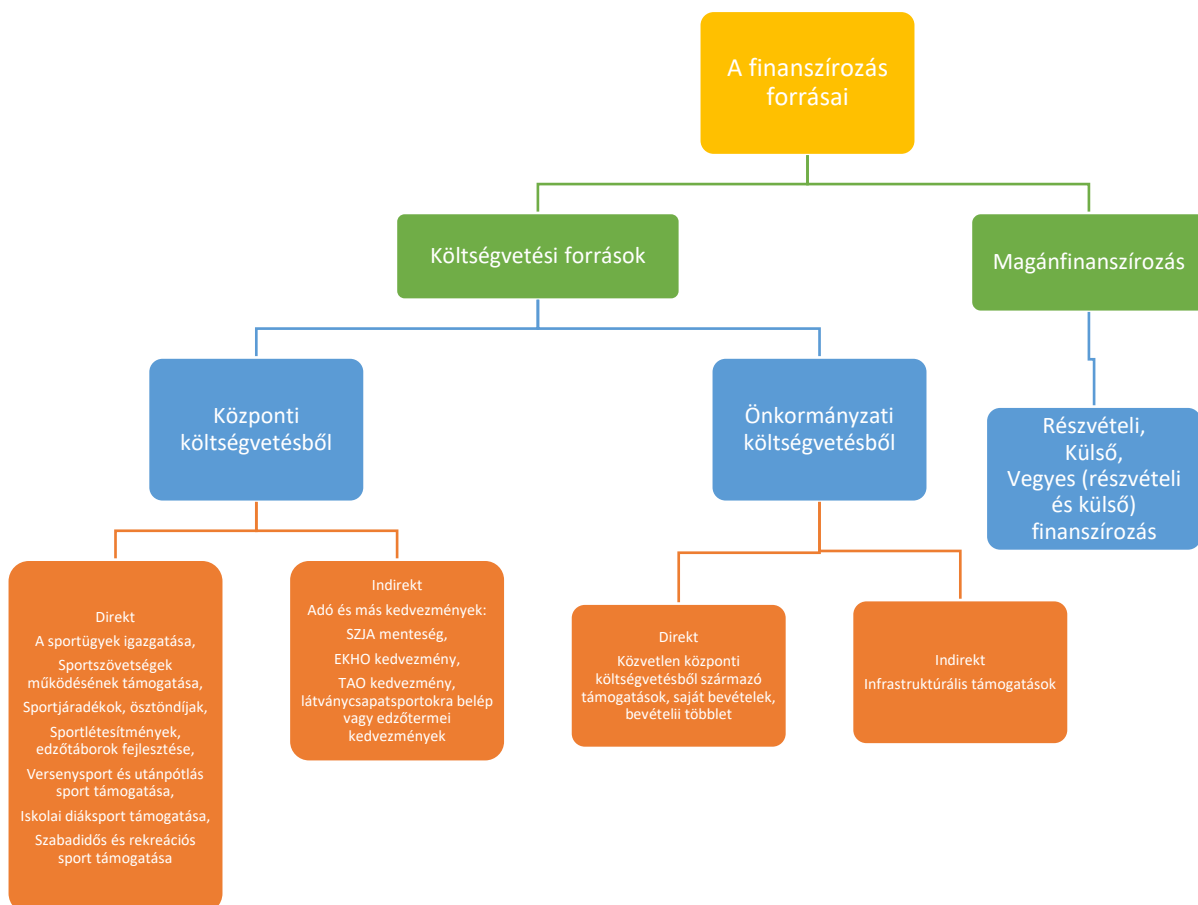 A finanszírozás
forrásai
Költségvetési források
Magánfinanszírozás
Központi
költségvetésből
Önkormányzati
költségvetésből
Részvételi,
Külső,
Vegyes (részvételi
és külső)
finanszírozás
Direkt
A sportügyek igazgatása,
Sportszövetségek
működésének támogatása,
Sportjáradékok, ösztöndíjak,
Sportlétesítmények,
edzőtáborok fejlesztése,
Versenysport és utánpótlás
sport támogatása,
Iskolai diáksport támogatása,
Szabadidős és rekreációs
sport támogatása
Indirekt
Adó és más kedvezmények:
SZJA menteség,
EKHO kedvezmény,
TAO kedvezmény,
látványcsapatsportokra belép
vagy edzőtermei
kedvezmények
Direkt
Közvetlen központi
költségvetésből származó
támogatások, saját bevételek,
bevételii többlet
Indirekt
Infrastruktúrális támogatások